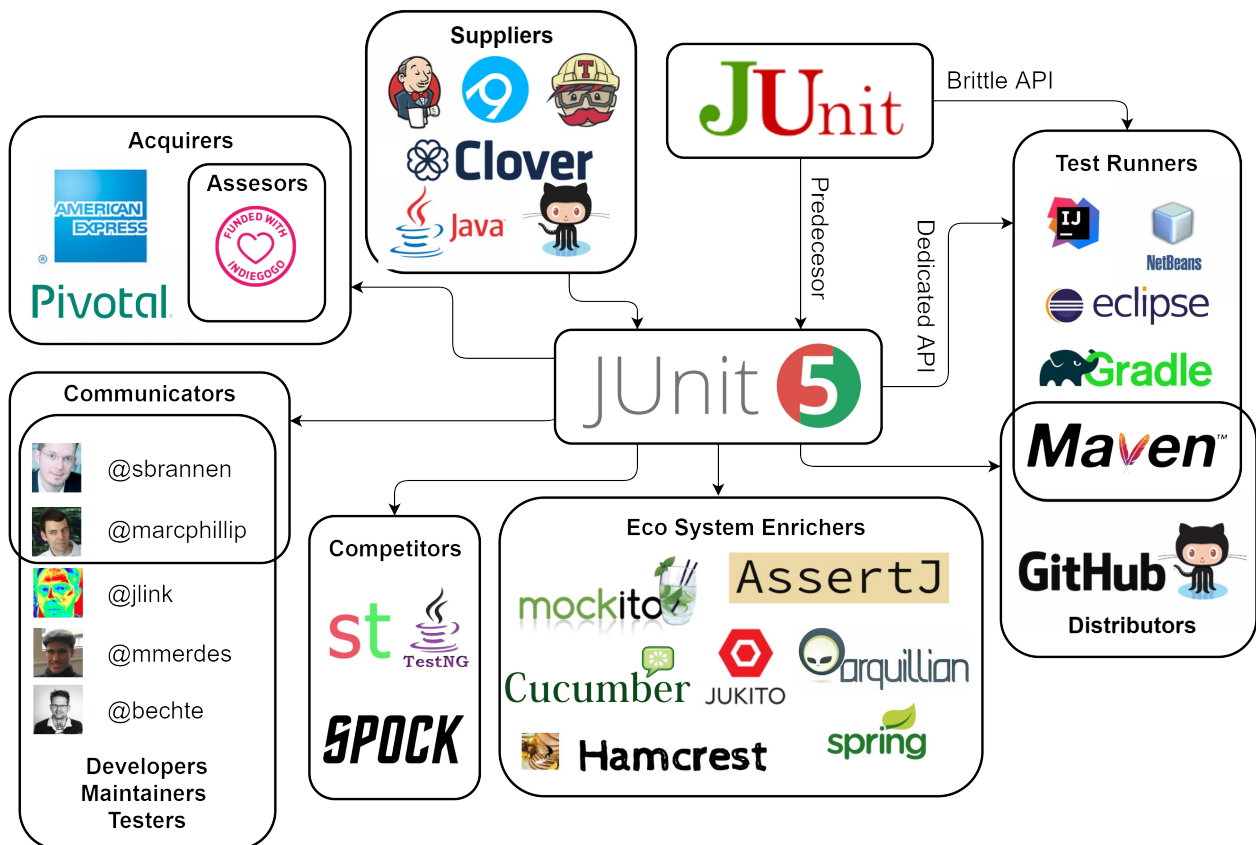 Suppliers
T
Clover
Java
JUnit
Brittle API
Acquirers
AMERICAN
EXPRESS
®
Pivotal
Assesors
FUNDED WITH
INDIEGOGO
Predecesor
Dedicated API
Test Runners
IJ
NetBeans
eclipse
Gradle
Maven™
GitHub
Distributors
JUnit 5
Communicators
@sbrannen
@marcphillip
@jlink
@mmerdes
@bechte
Developers
Maintainers
Testers
Competitors
st
TestNG
SPOCK
Eco System Enrichers
mockito
AssertJ
Cucumber
JUKITO
arquillian
Hamcrest
spring